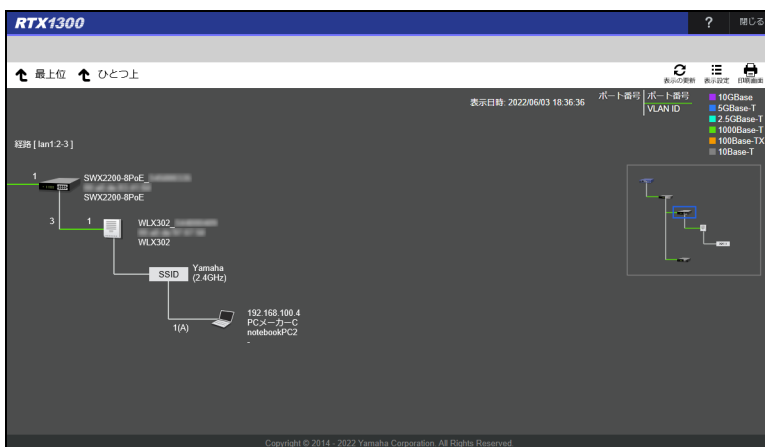 RTX1300
?
閉じる
最上位
ひとつ上
表示の更新
表示設定
印刷画面
表示日時: 2022/06/03 18:36:36
ポート番号
ポート番号
VLAN ID
10GBase
5GBase-T
2.5GBase-T
1000Base-T
100Base-TX
10Base-T
経路 [ lan1:2-3 ]
1
SWX2200-8PoE_
SWX2200-8PoE
3
1
WLX302_
WLX302
SSID
Yamaha
(2.4GHz)
1(A)
192.168.100.4
PCメーカーC
notebookPC2
-
Copyright © 2014 - 2022 Yamaha Corporation. All Rights Reserved.